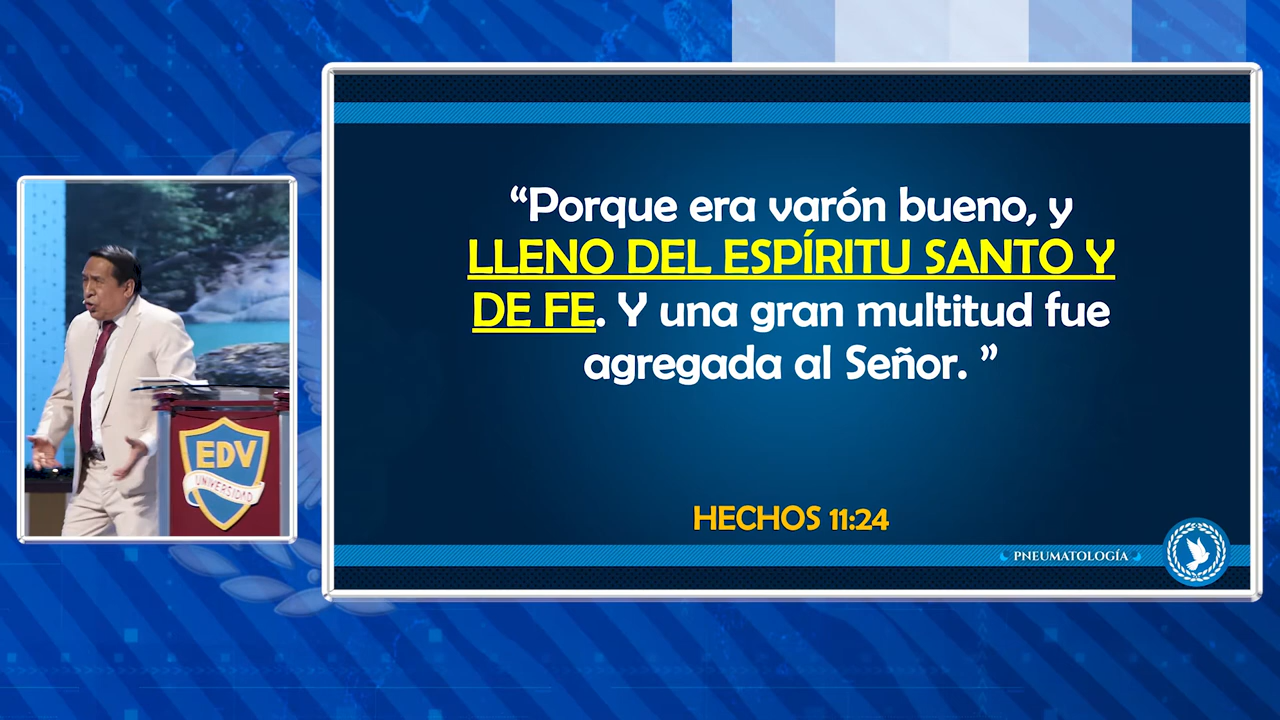 EDV
UNIVERSIDAD
“Porque era varón bueno, y
LLENO DEL ESPÍRITU SANTO Y
DE FE. Y una gran multitud fue
agregada al Señor. ”
HECHOS 11:24
PNEUMATOLOGÍA